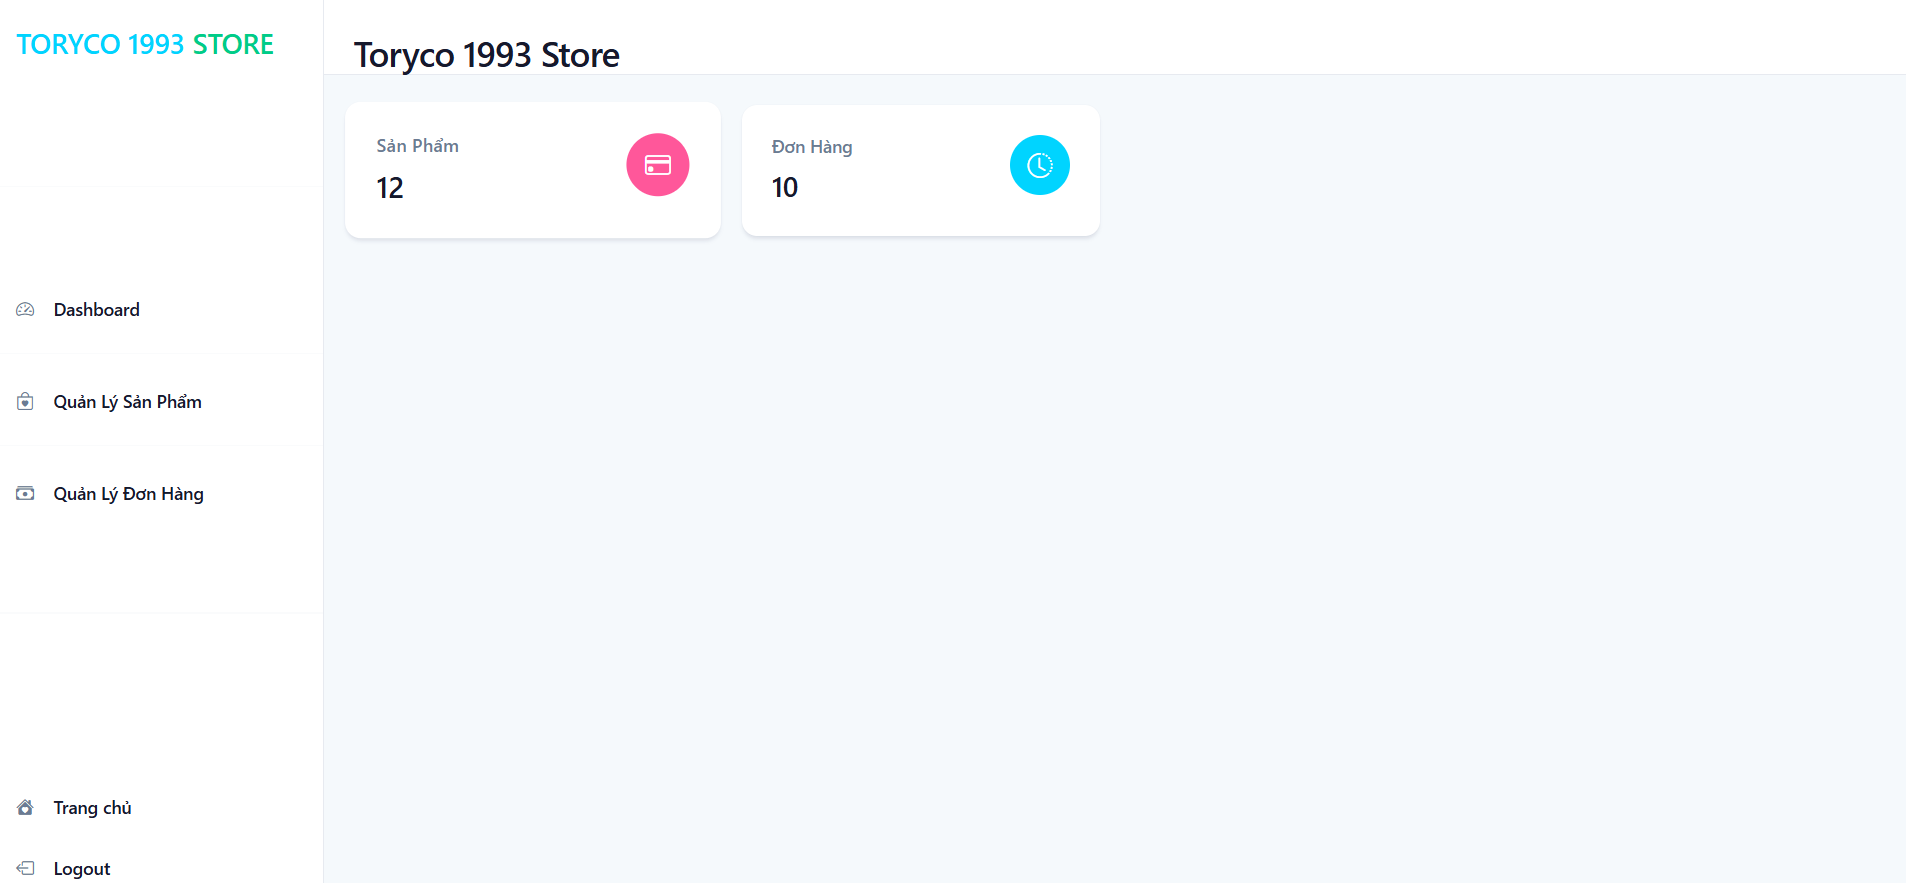 TORYCO 1993 STORE
Dashboard
Quản Lý Sản Phẩm
Quản Lý Đơn Hàng
Trang chủ
Logout
Toryco 1993 Store
Sản Phẩm
12
Đơn Hàng
10